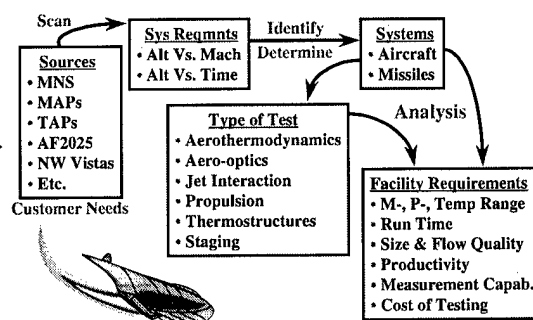 Scan
Sys Reqmnts
• Alt Vs. Mach
• Alt Vs. Time
Identify
Determine
Systems
• Aircraft
• Missiles
Sources
• MNS
• MAPs
• TAPs
• AF2025
• NW Vistas
• Etc.
Customer Needs
Type of Test
• Aerothermodynamics
• Aero-optics
• Jet Interaction
• Propulsion
• Thermostructures
• Staging
Analysis
Facility Requirements
• M-, P-, Temp Range
• Run Time
• Size & Flow Quality
• Productivity
• Measurement Capab.
• Cost of Testing